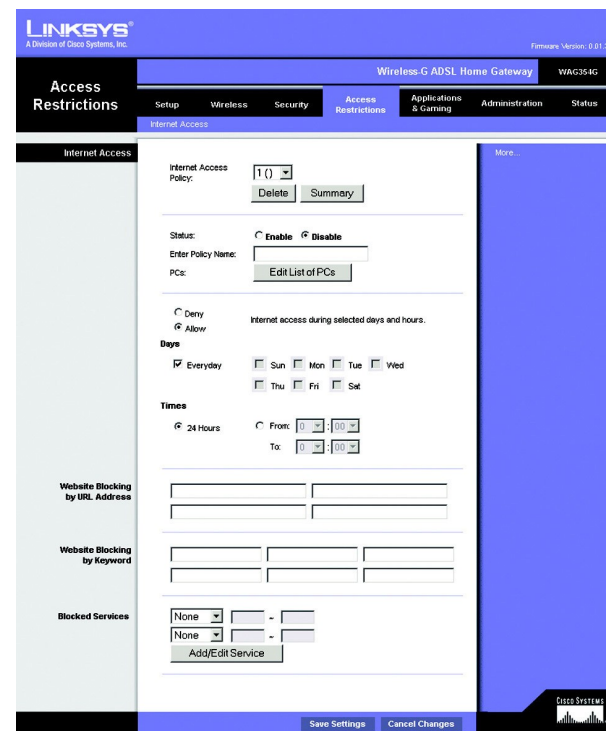 LINKSYS®
A Division of Cisco Systems, Inc.
Firmware Version: 0.01.
Wireless-G ADSL Home Gateway WAG354G
Access Restrictions
Setup Wireless Security Access Restrictions Applications & Gaming Administration Status
Internet Access
Internet Access
More...
Internet Access Policy: 1 ()
Delete Summary
Status: Enable Disable
Enter Policy Name:
PCs: Edit List of PCs
Deny
Allow
Internet access during selected days and hours.
Days
Everyday Sun Mon Tue Wed
Thu Fri Sat
Times
24 Hours From: 0 : 00
To: 0 : 00
Website Blocking by URL Address
Website Blocking by Keyword
Blocked Services
None ~
None ~
Add/Edit Service
Save Settings Cancel Changes
CISCO SYSTEMS